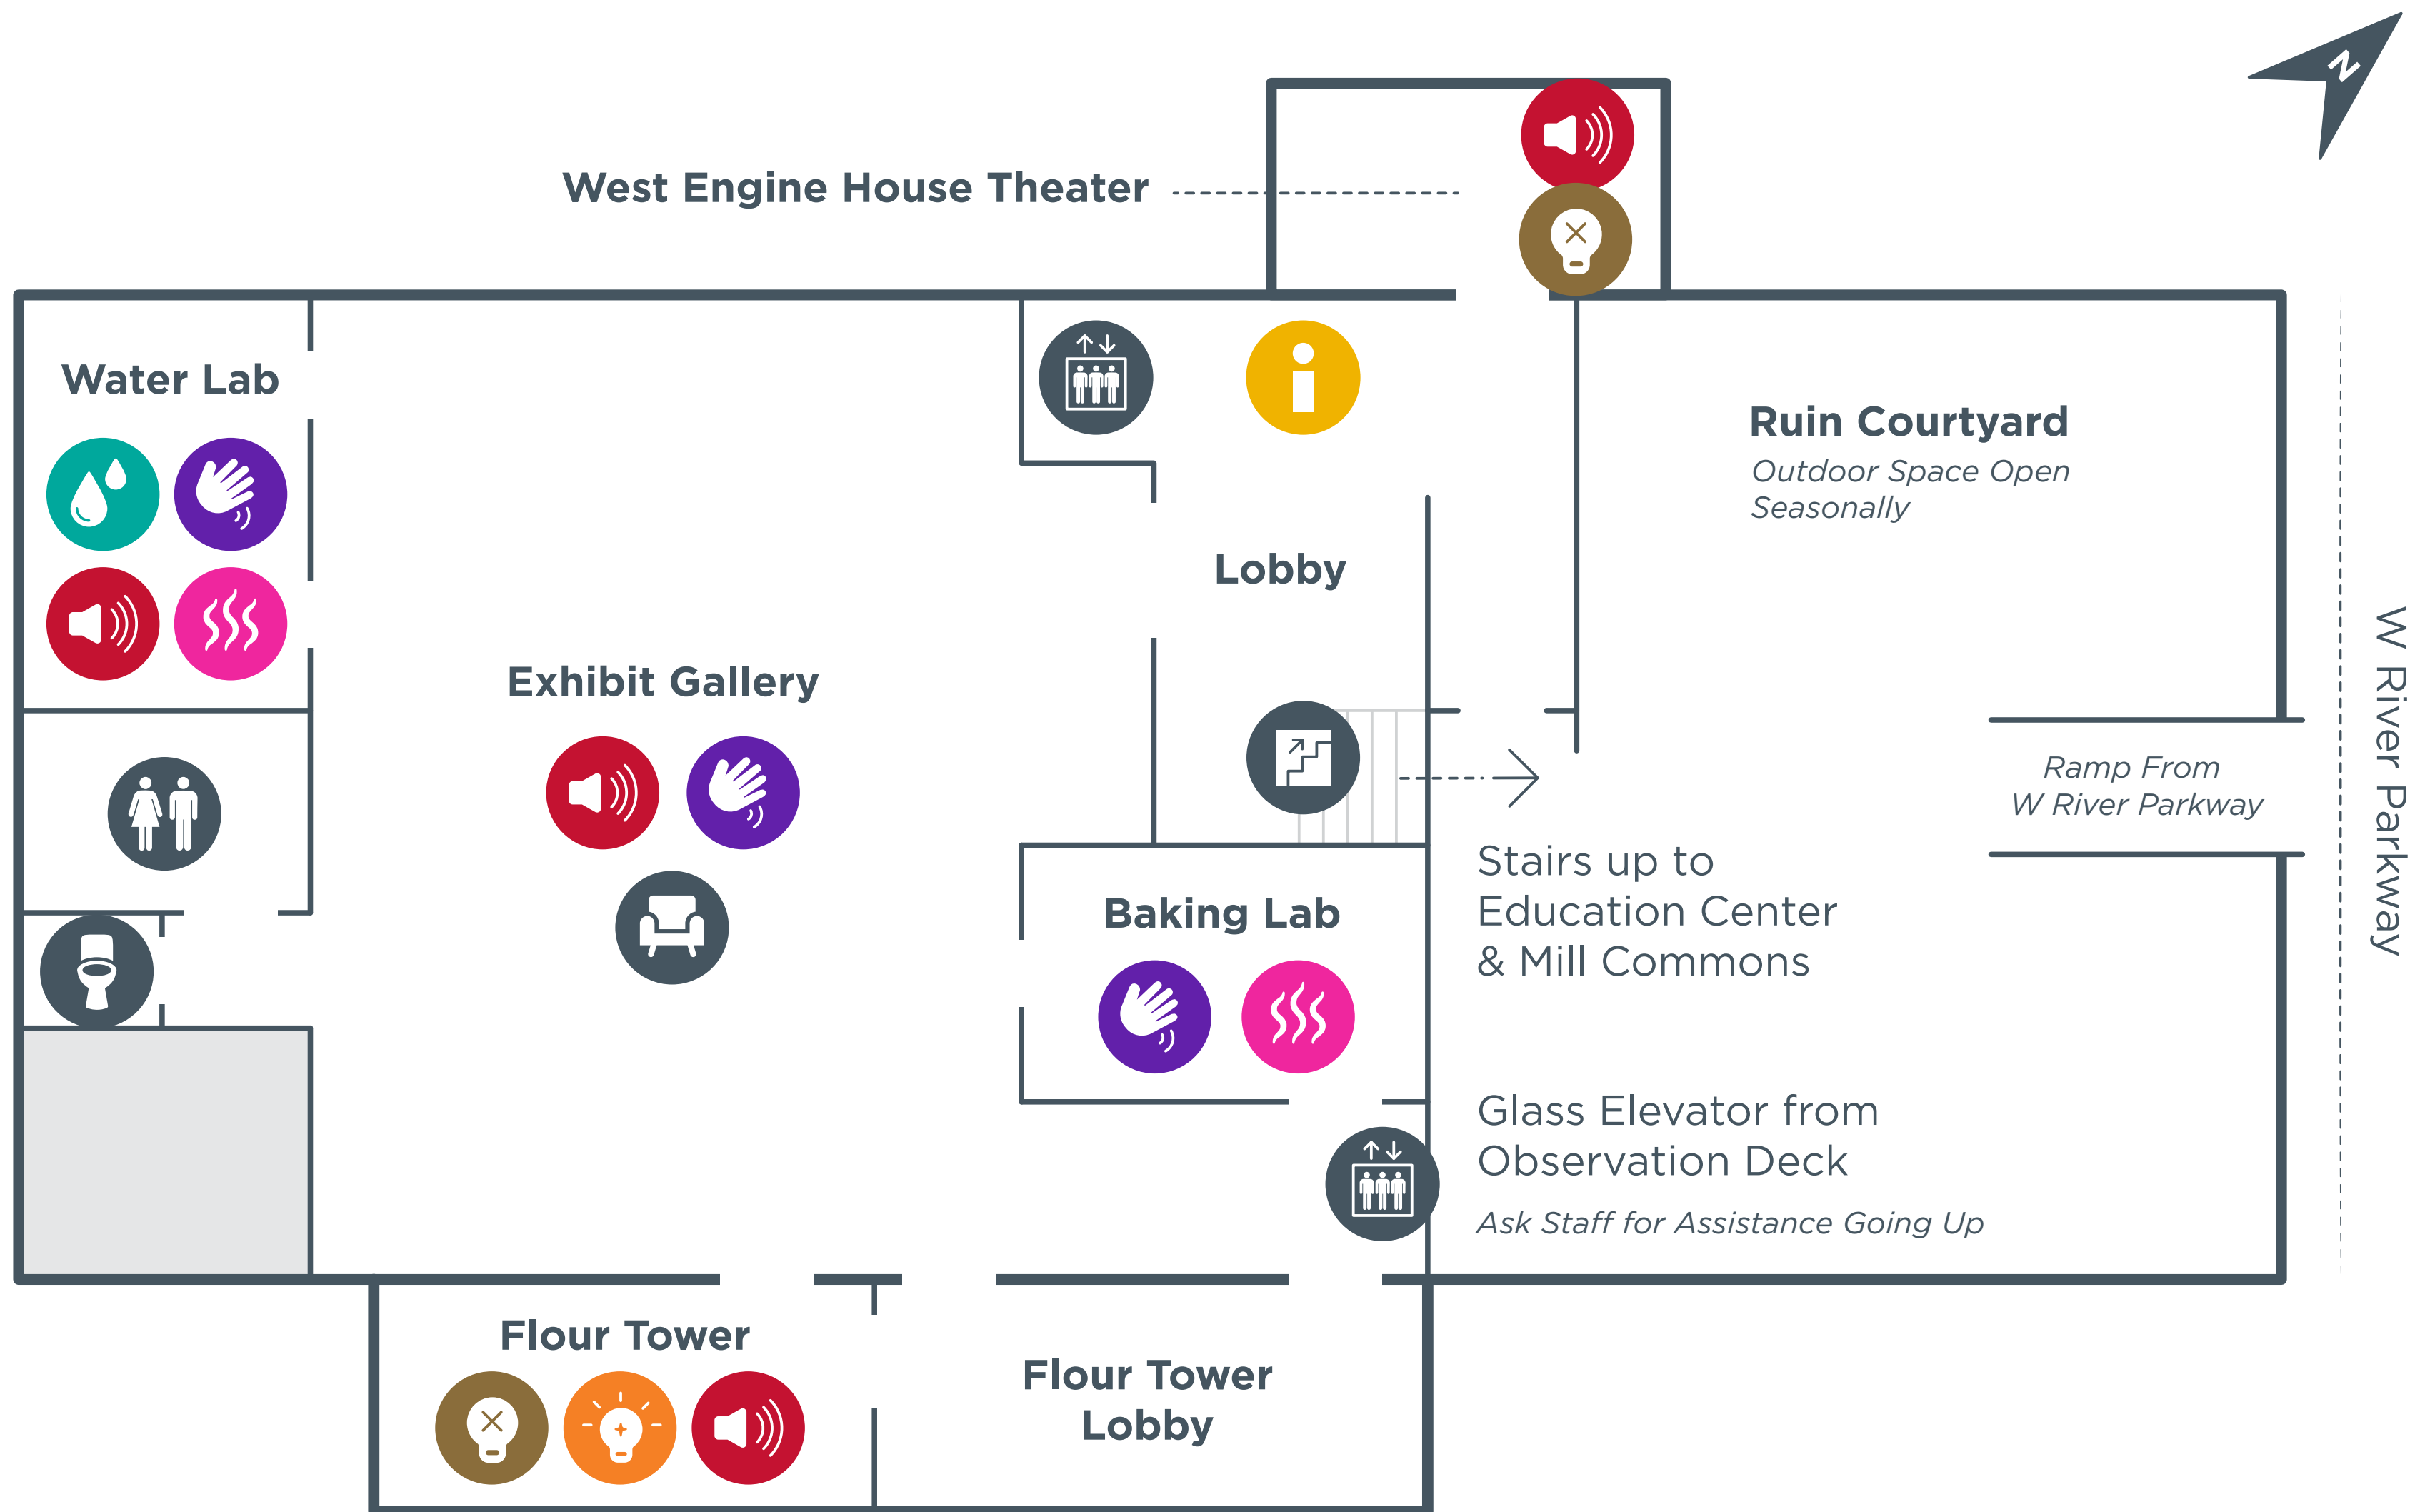 N
West Engine House Theater
Water Lab
Ruin Courtyard
Outdoor Space Open
Seasonally
Lobby
Exhibit Gallery
W River Parkway
Ramp From
W River Parkway
Stairs up to
Education Center
& Mill Commons
Baking Lab
Glass Elevator from
Observation Deck
Ask Staff for Assistance Going Up
Flour Tower
Flour Tower
Lobby